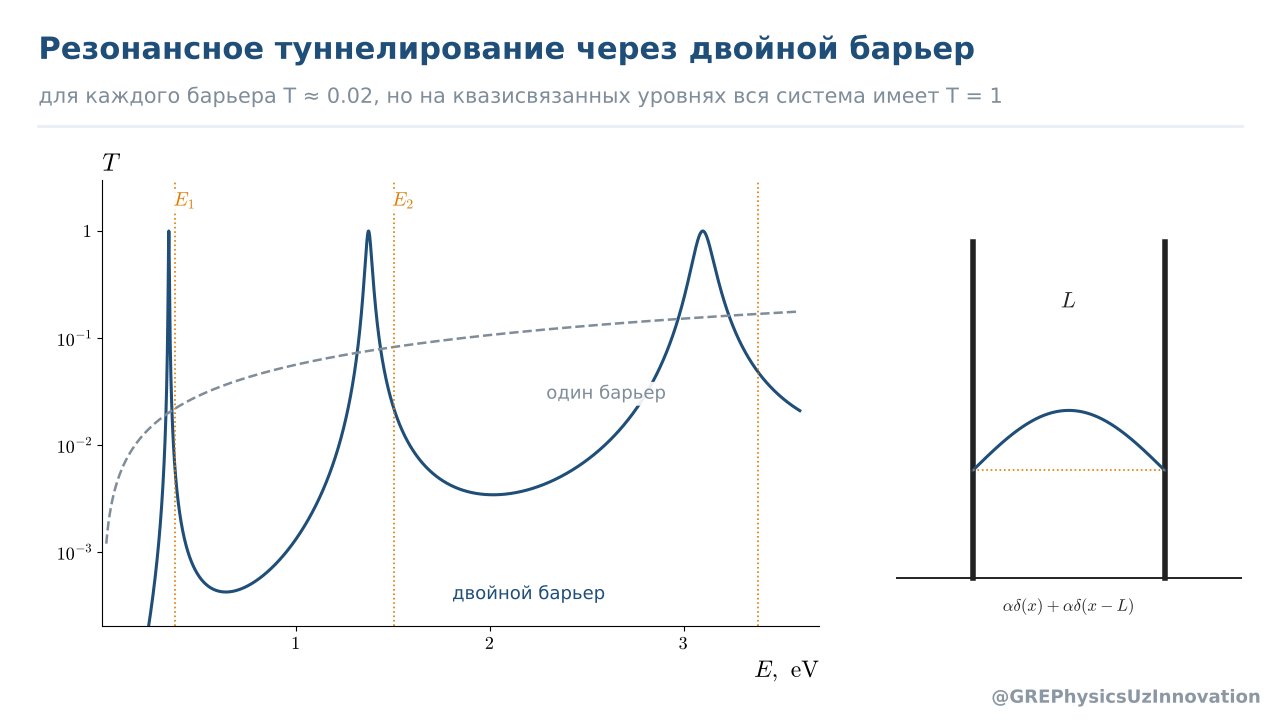 Резонансное туннелирование через двойной барьер
для каждого барьера T ≈ 0.02, но на квазисвязанных уровнях вся система имеет T = 1
T
E₁
E₂
1
10⁻¹
10⁻²
10⁻³
один барьер
двойной барьер
1
2
3
E, eV
L
αδ(x) + αδ(x − L)
@GREPhysicsUzInnovation